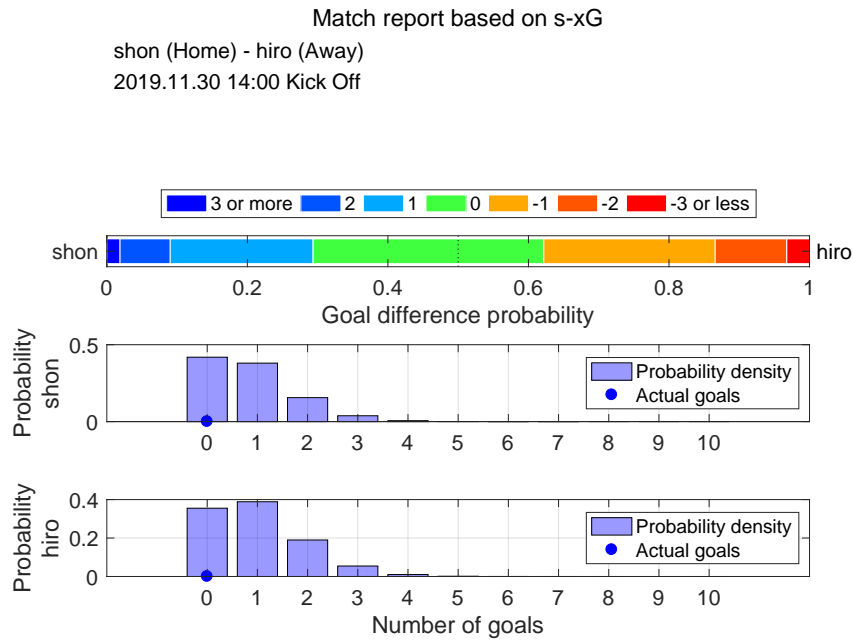 Match report based on s-xG
shon (Home) - hiro (Away)
2019.11.30 14:00 Kick Off
3 or more 2 1 0 -1 -2 -3 or less
shon hiro
0 0.2 0.4 0.6 0.8 1
Goal difference probability
Probability
shon
0.5
0
Probability density
Actual goals
0 1 2 3 4 5 6 7 8 9 10
Probability
hiro
0.4
0.2
0
Probability density
Actual goals
0 1 2 3 4 5 6 7 8 9 10
Number of goals